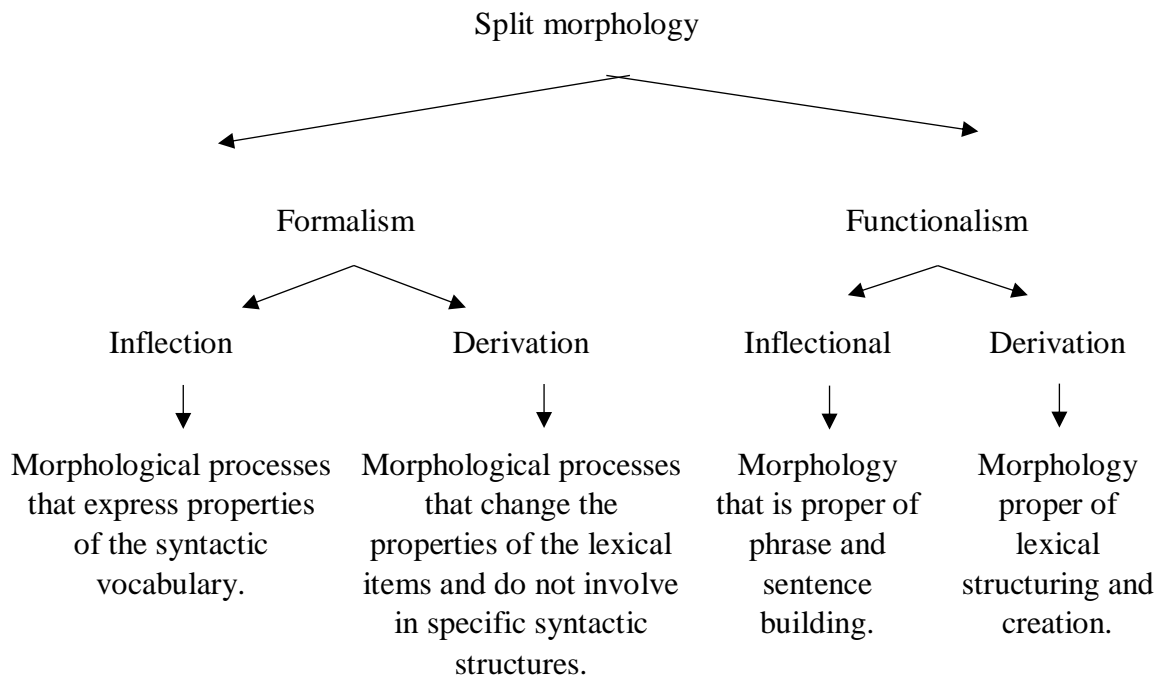 Split morphology
Formalism
Functionalism
Inflection
Derivation
Inflectional
Derivation
Morphological processes
that express properties
of the syntactic
vocabulary.
Morphological processes
that change the
properties of the lexical
items and do not involve
in specific syntactic
structures.
Morphology
that is proper of
phrase and
sentence
building.
Morphology
proper of
lexical
structuring and
creation.